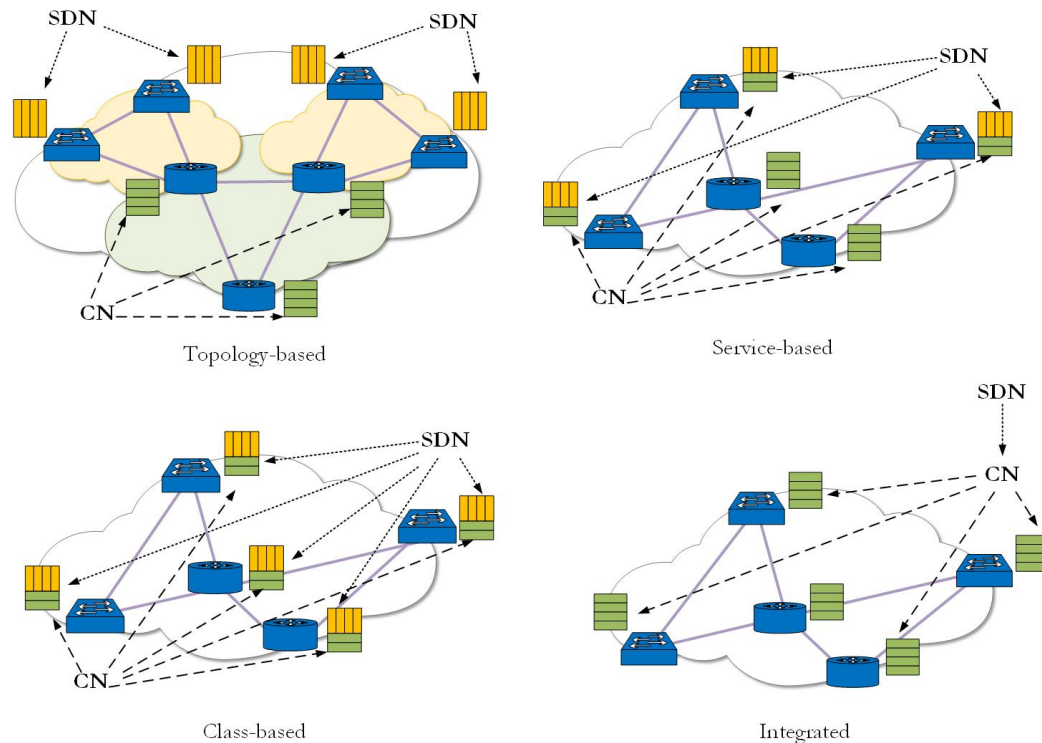 SDN
SDN
CN
Topology-based
SDN
CN
Service-based
SDN
CN
Class-based
SDN
CN
Integrated